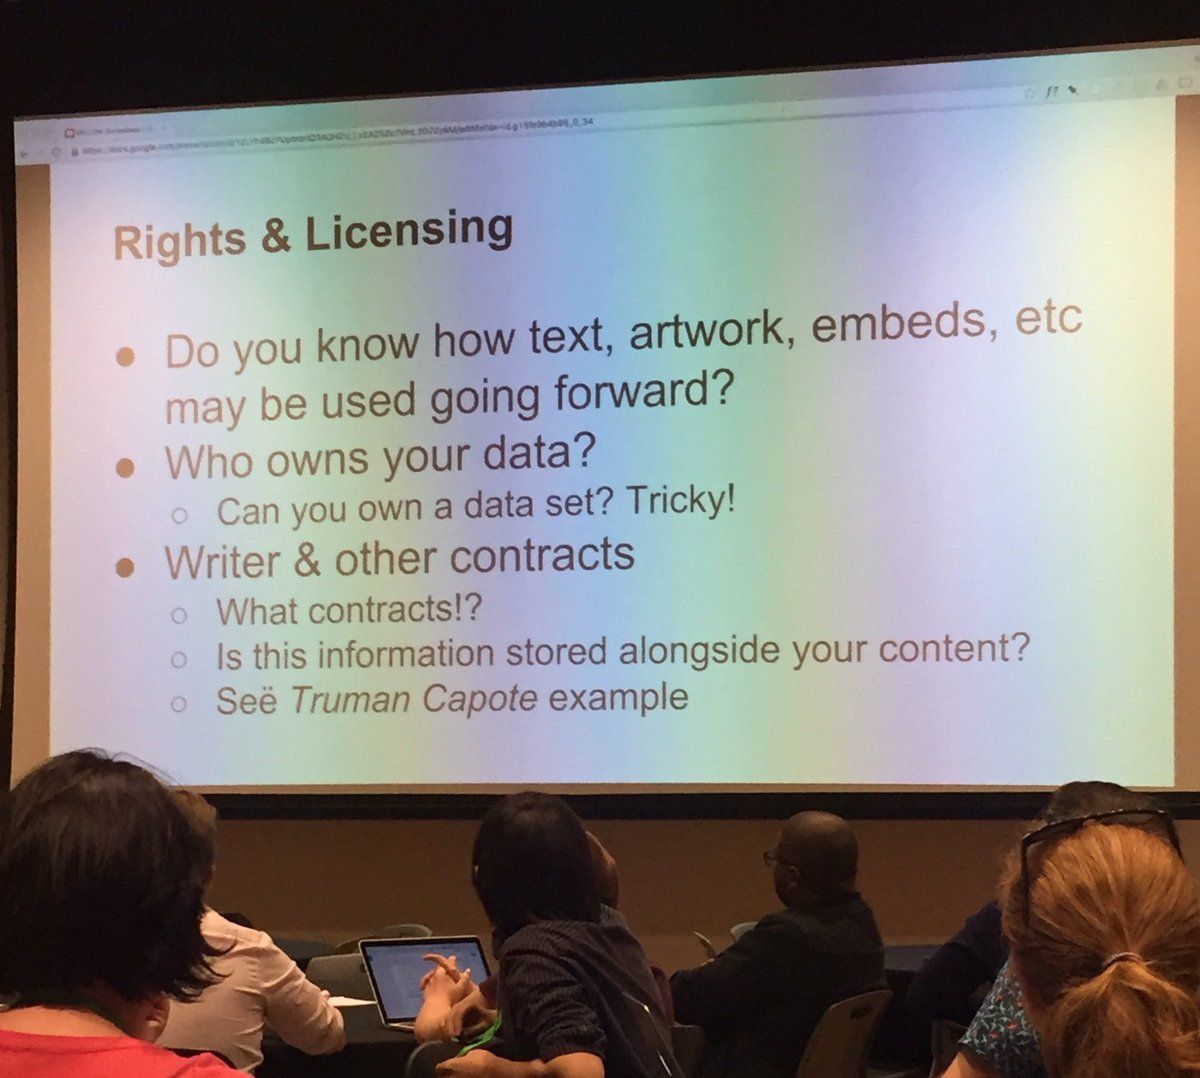 Rights & Licensing
● Do you know how text, artwork, embeds, etc
may be used going forward?
● Who owns your data?
○ Can you own a data set? Tricky!
● Writer & other contracts
○ What contracts!?
○ Is this information stored alongside your content?
○ Seë Truman Capote example